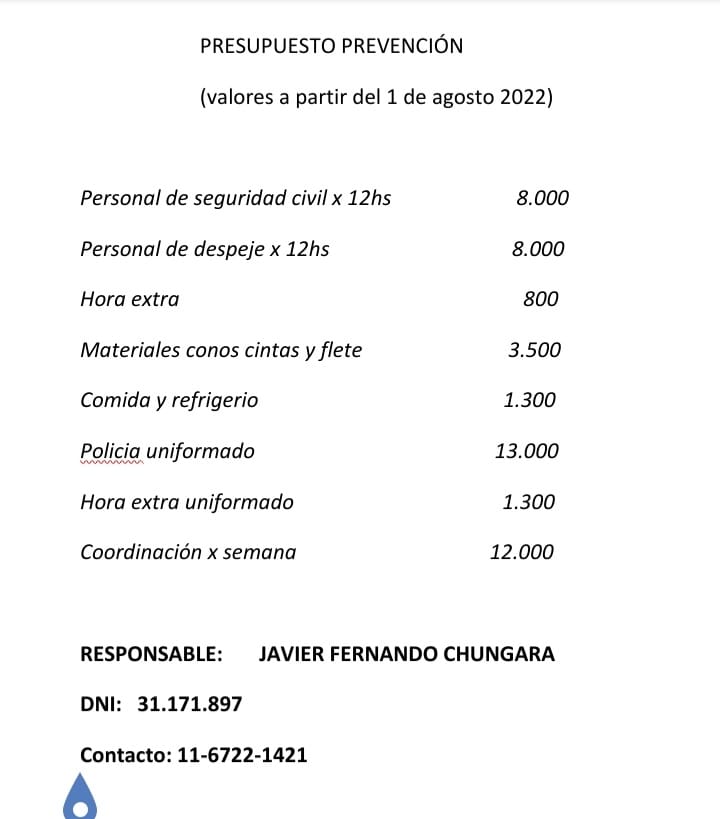 PRESUPUESTO PREVENCIÓN
(valores a partir del 1 de agosto 2022)
Personal de seguridad civil x 12hs 8.000
Personal de despeje x 12hs 8.000
Hora extra 800
Materiales conos cintas y flete 3.500
Comida y refrigerio 1.300
Policia uniformado 13.000
Hora extra uniformado 1.300
Coordinación x semana 12.000
RESPONSABLE: JAVIER FERNANDO CHUNGARA
DNI: 31.171.897
Contacto: 11-6722-1421